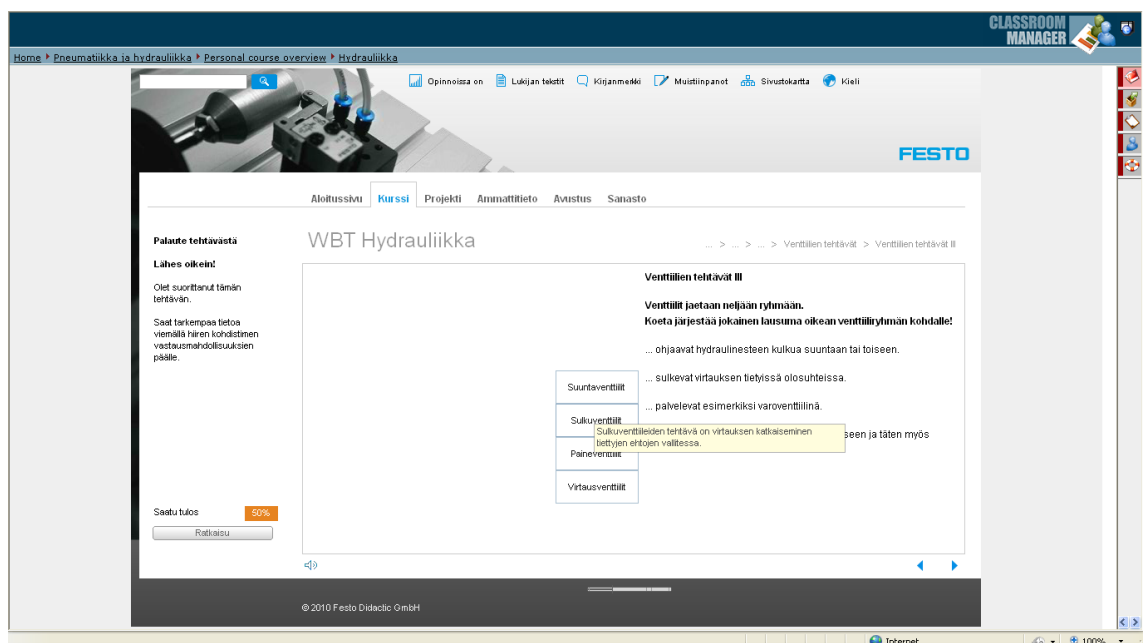 CLASSROOM
MANAGER
Home Pneumatiikka ja hydrauliikka Personal course overview Hydrauliikka
Opinnoissa on Lukijan tekstit Kirjanmerkki Muistiinpanot Sivustokartta Kieli
FESTO
Aloitussivu Kurssi Projekti Ammattitieto Avustus Sanasto
WBT Hydrauliikka
... > ... > ... > Venttiilien tehtävät > Venttiilien tehtävät III
Palaute tehtävästä
Lähes oikein!
Olet suorittanut tämän
tehtävän.
Saat tarkempaa tietoa
viemällä hiiren kohdistimen
vastausmahdollisuuksien
päälle.
Saatu tulos 50%
Ratkaisu
Venttiilien tehtävät III
Venttiilit jaetaan neljään ryhmään.
Koeta järjestää jokainen lausuma oikean venttiiliryhmän kohdalle!
... ohjaavat hydraulinesteen kulkua suuntaan tai toiseen.
... sulkevat virtauksen tietyissä olosuhteissa.
... palvelevat esimerkiksi varoventtiilinä.
seen ja täten myös
Suuntaventtiilit
Sulkuventtiilit
Sulkuventtiileiden tehtävä on virtauksen katkaiseminen
tiettyjen ehtojen vallitessa.
Paineventtiilit
Virtausventtiilit
© 2010 Festo Didactic GmbH
Internet 100%